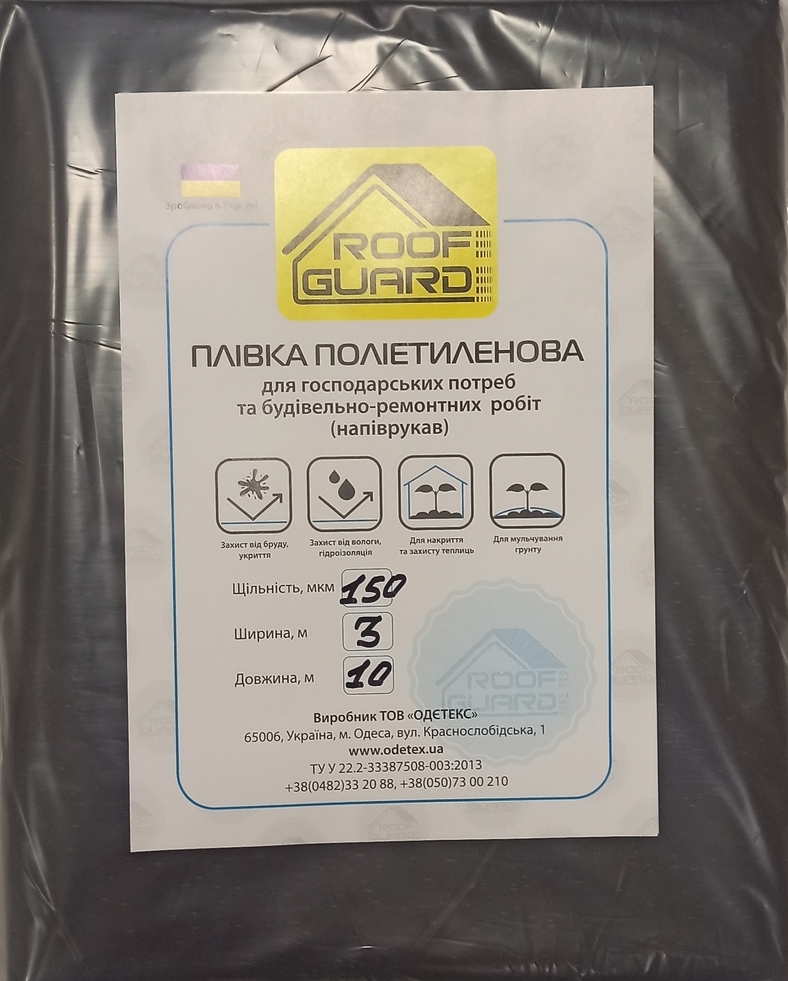 Зроблено в Україні
ROOF
GUARD
ПЛІВКА ПОЛІЕТИЛЕНОВА
для господарських потреб
та будівельно-ремонтних робіт
(напіврукав)
Захист від бруду,
укриття
Захист від вологи,
гідроізоляція
Для накриття
та захисту теплиць
Для мульчування
грунту
Щільність, мкм 150
Ширина, м 3
Довжина, м 10
ROOF
GUARD
Виробник ТОВ «ОДЄТЕКС»
65006, Україна, м. Одеса, вул. Краснослобідська, 1
www.odetex.ua
ТУ У 22.2-33387508-003:2013
+38(0482)33 20 88, +38(050)73 00 210